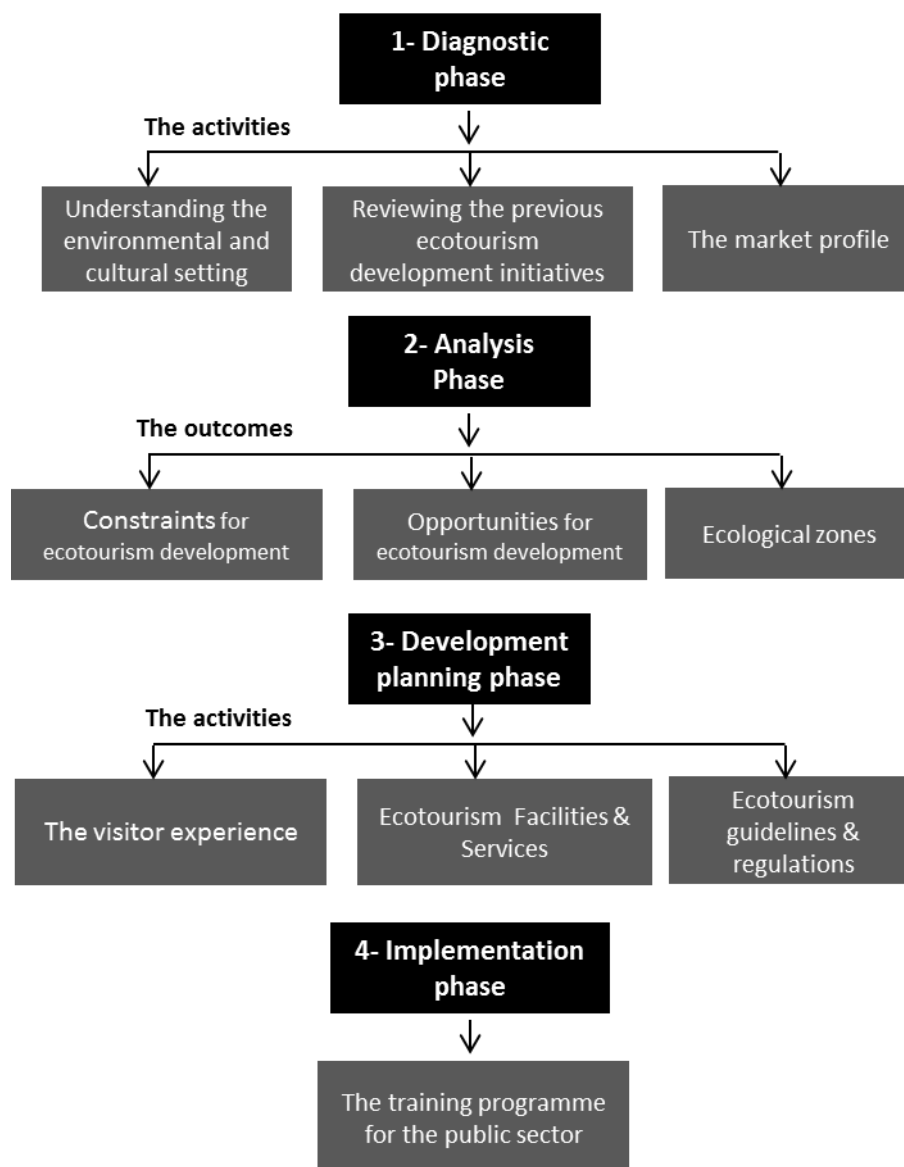 1- Diagnostic
phase
The activities
Understanding the
environmental and
cultural setting
Reviewing the previous
ecotourism
development initiatives
The market profile
2- Analysis
Phase
The outcomes
Constraints for
ecotourism development
Opportunities for
ecotourism development
Ecological zones
3- Development
planning phase
The activities
The visitor experience
Ecotourism Facilities &
Services
Ecotourism
guidelines &
regulations
4- Implementation
phase
The training programme
for the public sector